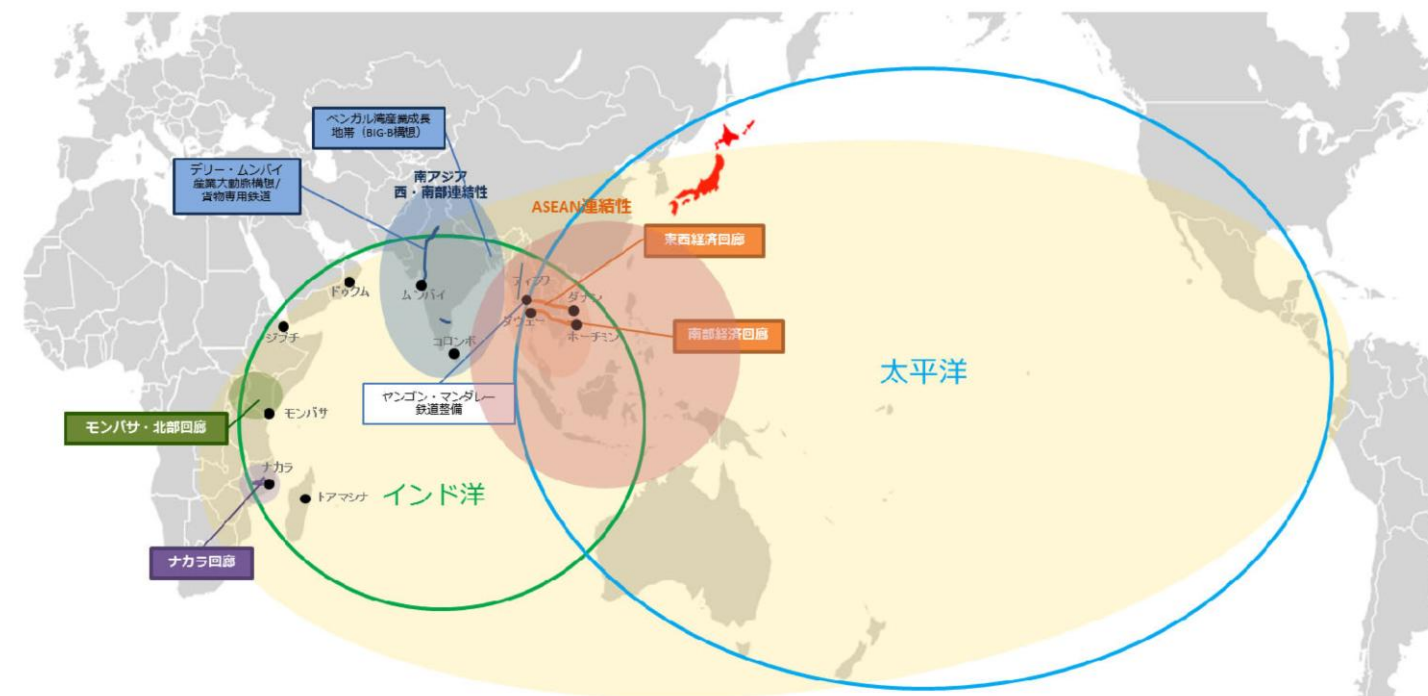 ベンガル湾産業成長
地帯（BIG-B構想）
デリー・ムンバイ
産業大動脈構想/
貨物専用鉄道
南アジア
西・南部連結性
ASEAN連結性
東西経済回廊
ティラワ
ドゥクム
ムンバイ
ダナン
ダウェー
ホーチミン
南部経済回廊
ジブチ
コロンボ
太平洋
ヤンゴン・マンダレー
鉄道整備
モンバサ
モンバサ・北部回廊
ナカラ
トアマシナ
インド洋
ナカラ回廊